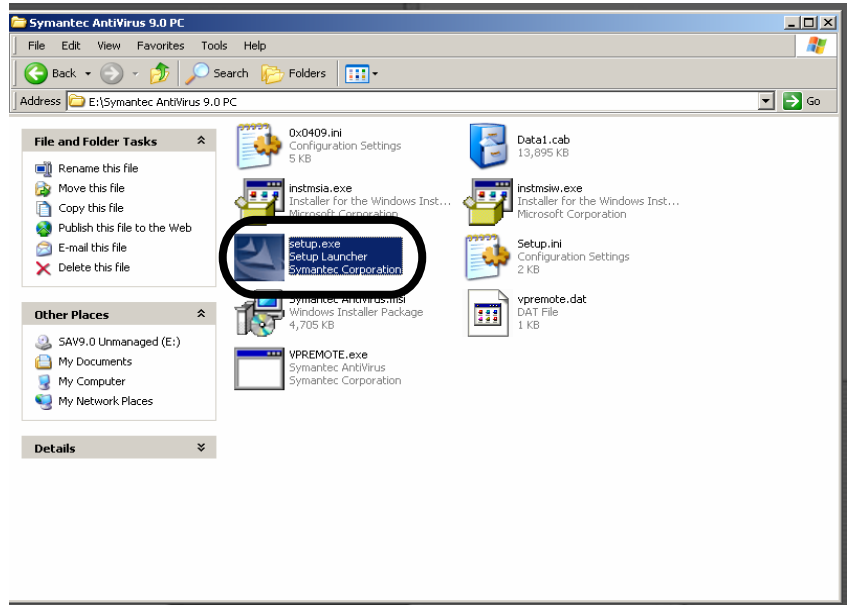 Symantec AntiVirus 9.0 PC
File Edit View Favorites Tools Help
Back Search Folders
Address E:\Symantec AntiVirus 9.0 PC Go
File and Folder Tasks
Rename this file
Move this file
Copy this file
Publish this file to the Web
E-mail this file
Delete this file
Other Places
SAV9.0 Unmanaged (E:)
My Documents
My Computer
My Network Places
Details
0x0409.ini
Configuration Settings
5 KB
Data1.cab
13,895 KB
instmsia.exe
Installer for the Windows Inst...
Microsoft Corporation
instmsiw.exe
Installer for the Windows Inst...
Microsoft Corporation
setup.exe
Setup Launcher
Symantec Corporation
Setup.ini
Configuration Settings
2 KB
Symantec AntiVirus.msi
Windows Installer Package
4,705 KB
vpremote.dat
DAT File
1 KB
VPREMOTE.exe
Symantec AntiVirus
Symantec Corporation